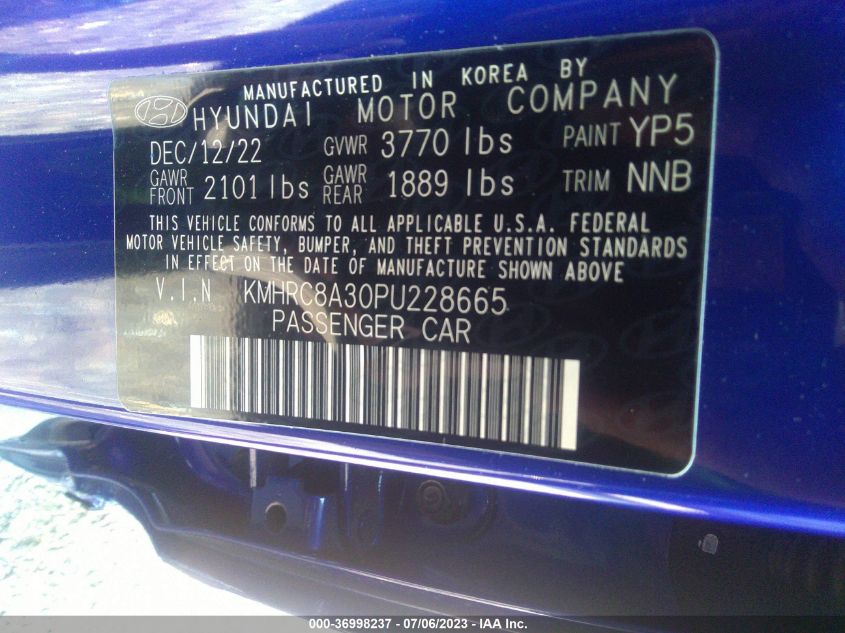 MANUFACTURED IN KOREA BY
HYUNDAI MOTOR COMPANY
DEC/12/22 GVWR 3770 lbs PAINT YP5
GAWR FRONT 2101 lbs GAWR REAR 1889 lbs TRIM NNB
THIS VEHICLE CONFORMS TO ALL APPLICABLE U.S.A. FEDERAL
MOTOR VEHICLE SAFETY, BUMPER, AND THEFT PREVENTION STANDARDS
IN EFFECT ON THE DATE OF MANUFACTURE SHOWN ABOVE
V.I.N KMHRC8A30PU228665
PASSENGER CAR
000-36998237 - 07/06/2023 - IAA Inc.